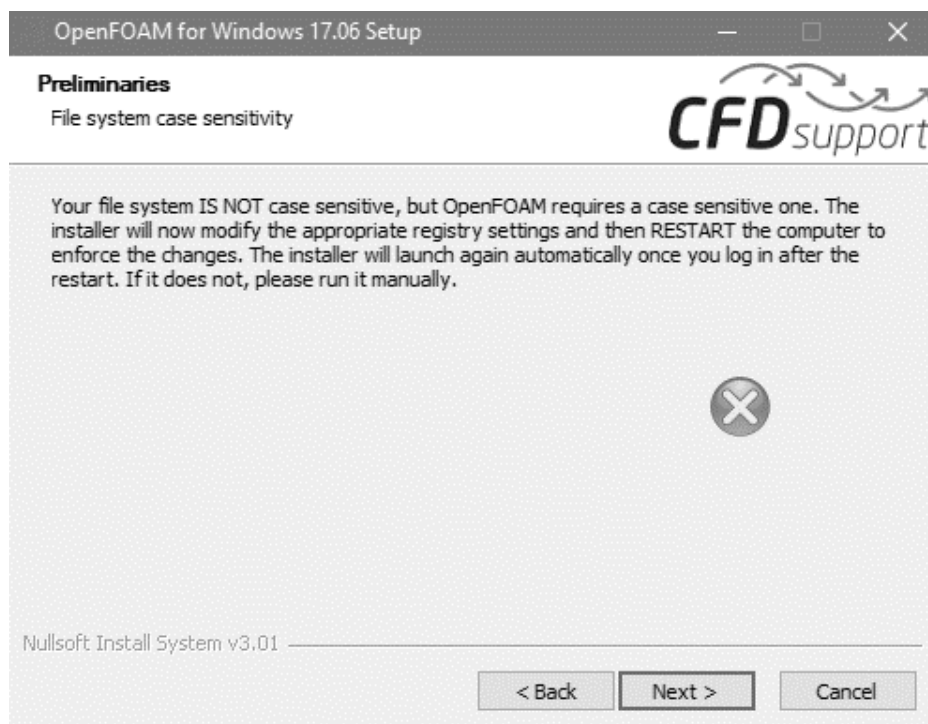 OpenFOAM for Windows 17.06 Setup
Preliminaries
File system case sensitivity
CFD support
Your file system IS NOT case sensitive, but OpenFOAM requires a case sensitive one. The
installer will now modify the appropriate registry settings and then RESTART the computer to
enforce the changes. The installer will launch again automatically once you log in after the
restart. If it does not, please run it manually.
Nullsoft Install System v3.01
< Back
Next >
Cancel